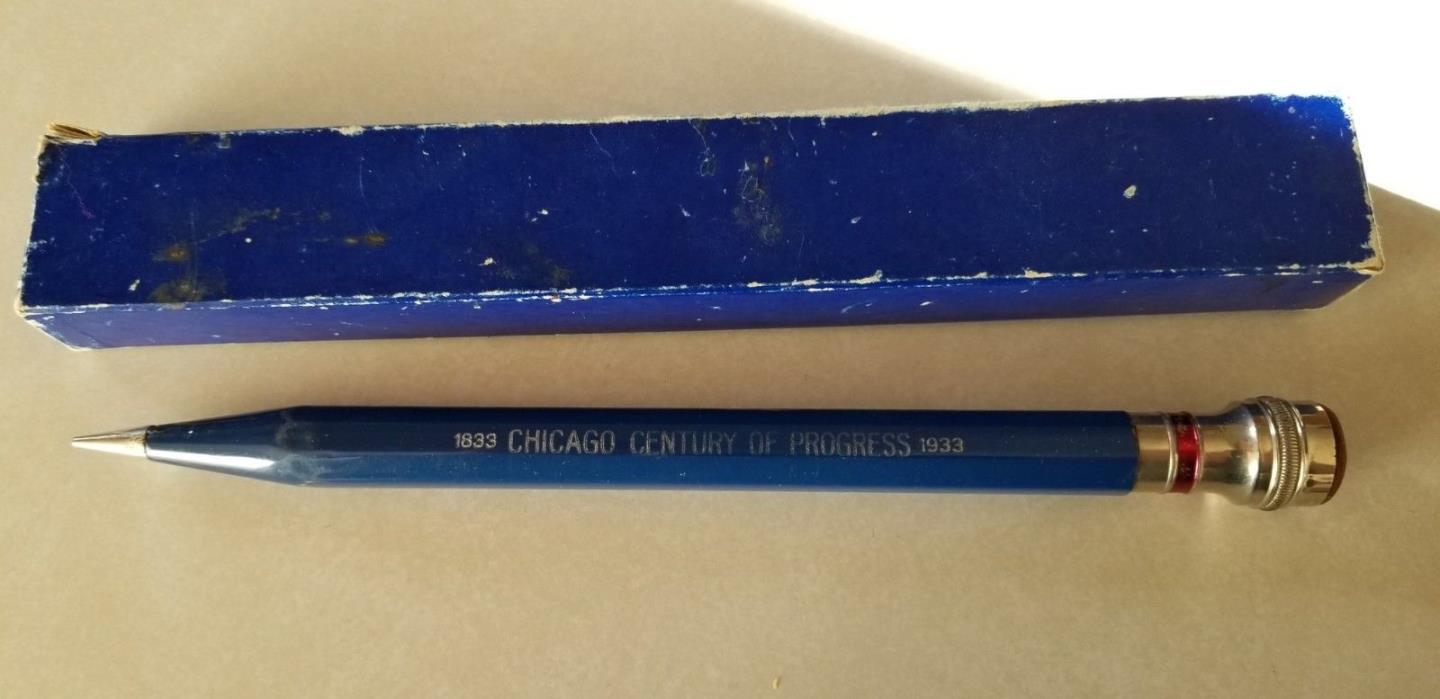 1833 CHICAGO CENTURY OF PROGRESS 1933